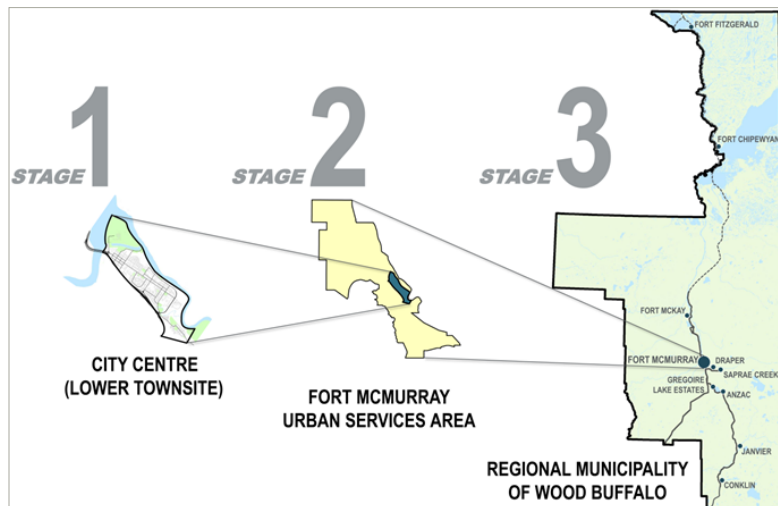 STAGE 1
STAGE 2
STAGE 3
CITY CENTRE
(LOWER TOWNSITE)
FORT MCMURRAY
URBAN SERVICES AREA
REGIONAL MUNICIPALITY
OF WOOD BUFFALO
FORT FITZGERALD
FORT CHIPEWYAN
FORT MCKAY
FORT MCMURRAY
DRAPER
SAPRAE CREEK
GREGOIRE
LAKE ESTATES
ANZAC
JANVIER
CONKLIN